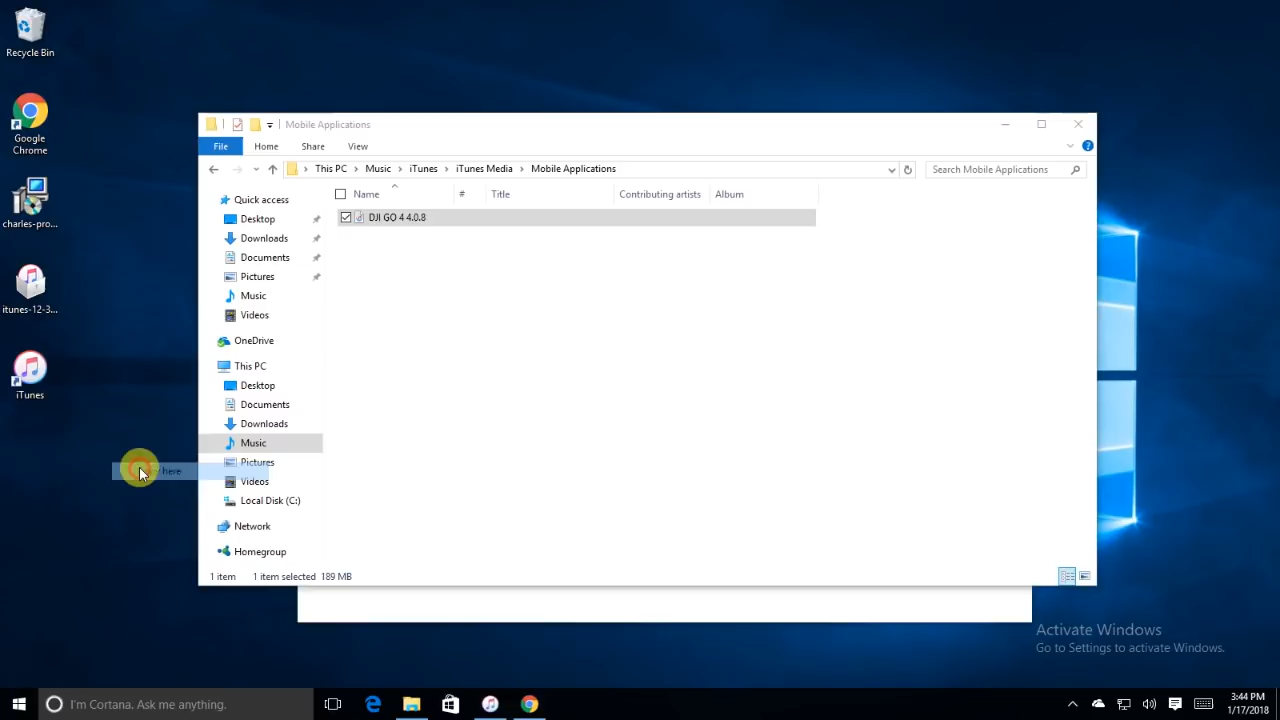 Recycle Bin
Google
Chrome
charles-pro...
itunes-12-3...
iTunes
Mobile Applications
File Home Share View
This PC Music iTunes iTunes Media Mobile Applications
Search Mobile Applications
Name # Title Contributing artists Album
DJI GO 4 4.0.8
Quick access
Desktop
Downloads
Documents
Pictures
Music
Videos
OneDrive
This PC
Desktop
Documents
Downloads
Music
Pictures
Videos
Local Disk (C:)
Network
Homegroup
here
1 item 1 item selected 189 MB
Activate Windows
Go to Settings to activate Windows.
I'm Cortana. Ask me anything.
3:44 PM
1/17/2018